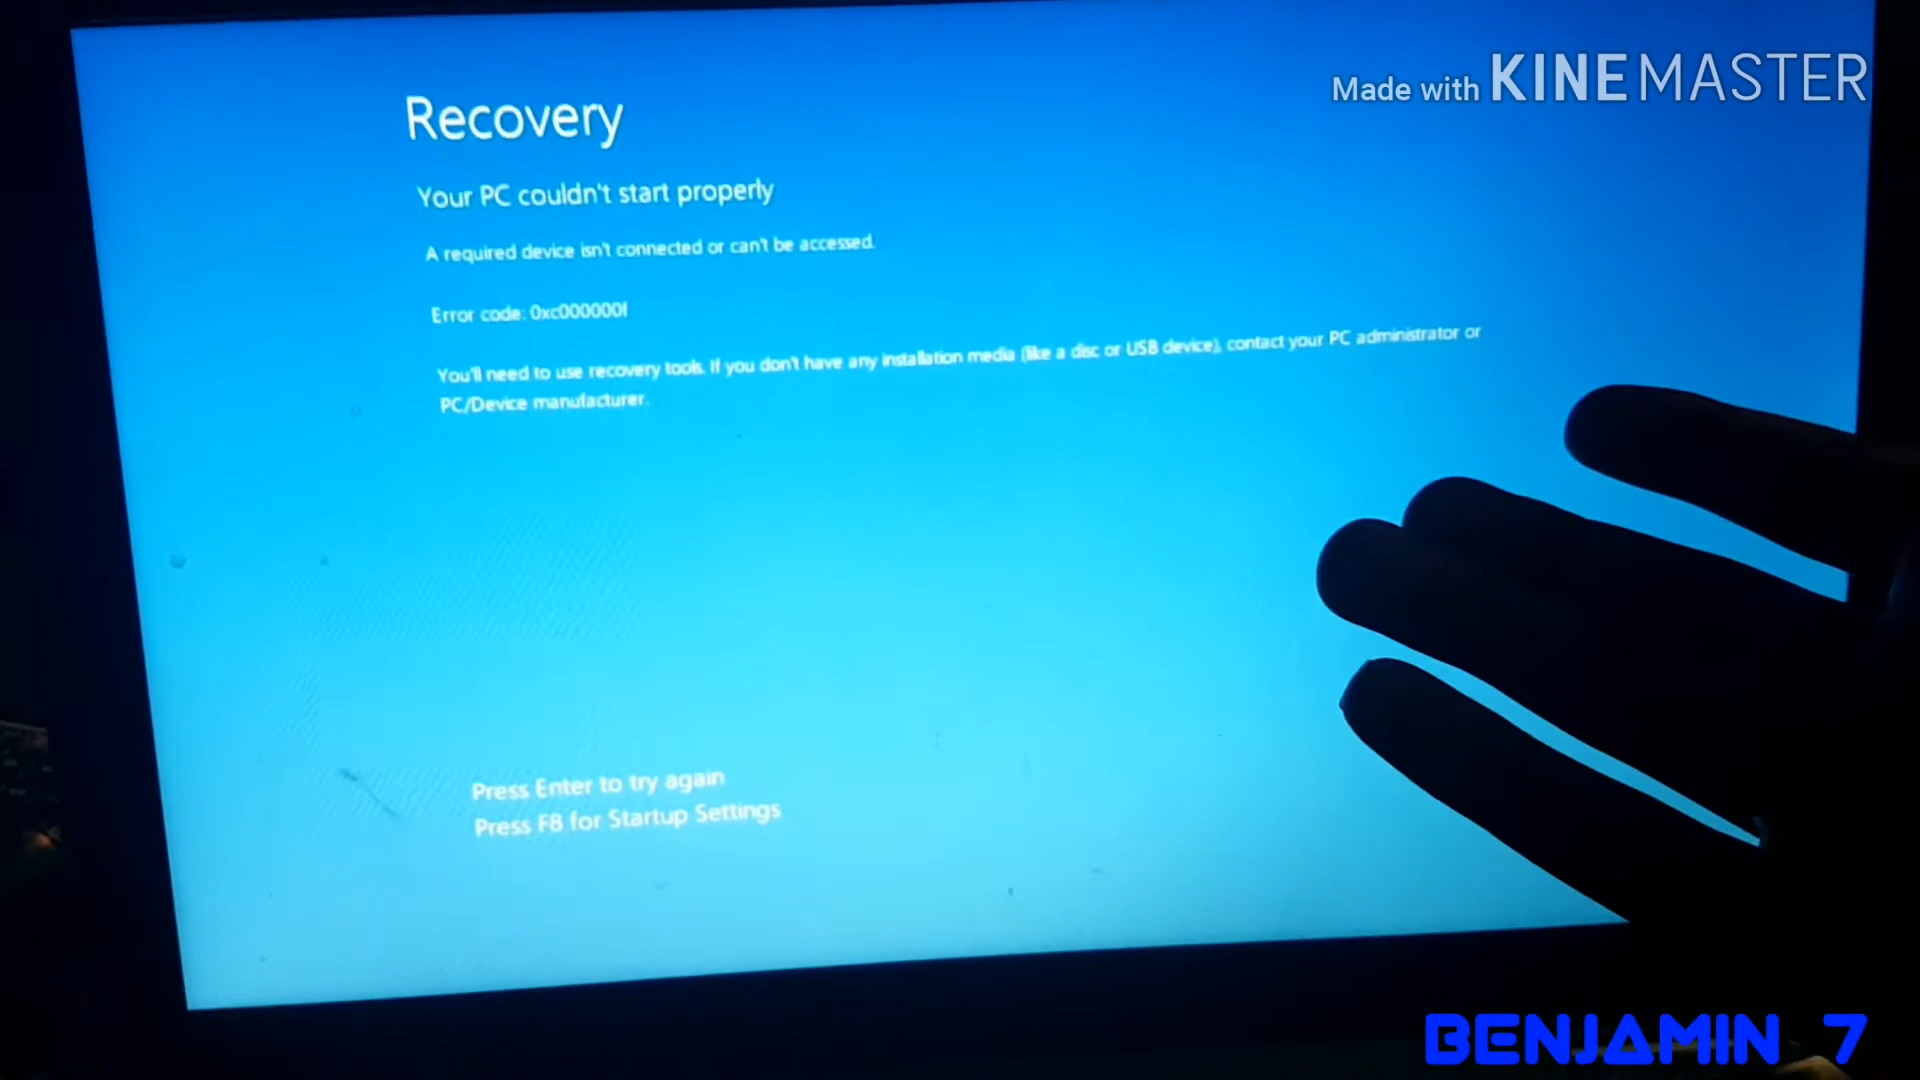 Made with KINEMASTER
Recovery
Your PC couldn't start properly
A required device isn't connected or can't be accessed.
Error code: 0xc000000f
You'll need to use recovery tools. If you don't have any installation media (like a disc or USB device), contact your PC administrator or
PC/Device manufacturer.
Press Enter to try again
Press F8 for Startup Settings
BENJAMIN 7